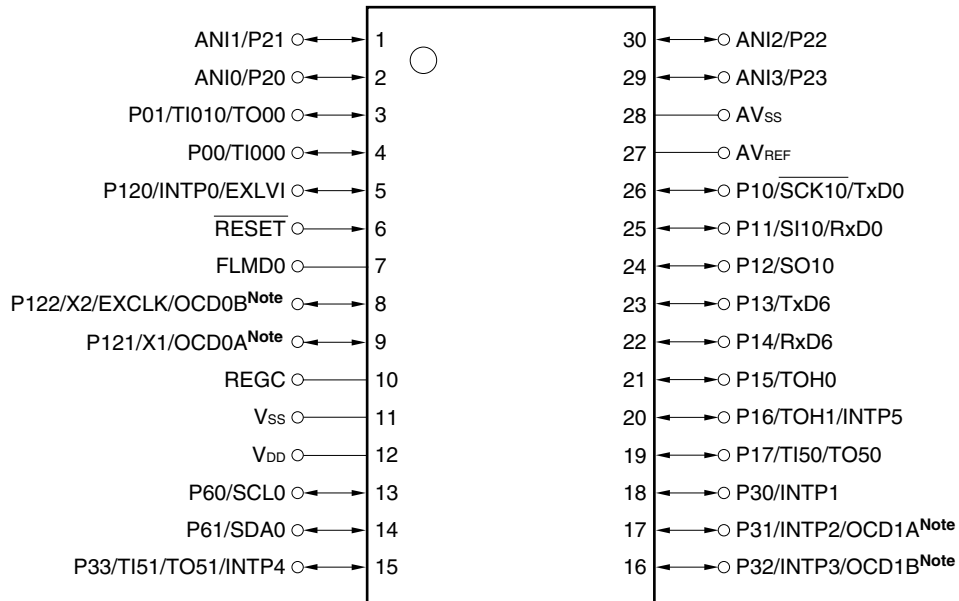 ANI1/P21 1 30 ANI2/P22
ANI0/P20 2 29 ANI3/P23
P01/TI010/TO00 3 28 AVSS
P00/TI000 4 27 AVREF
P120/INTP0/EXLVI 5 26 P10/SCK10/TxD0
RESET 6 25 P11/SI10/RxD0
FLMD0 7 24 P12/SO10
P122/X2/EXCLK/OCD0BNote 8 23 P13/TxD6
P121/X1/OCD0ANote 9 22 P14/RxD6
REGC 10 21 P15/TOH0
VSS 11 20 P16/TOH1/INTP5
VDD 12 19 P17/TI50/TO50
P60/SCL0 13 18 P30/INTP1
P61/SDA0 14 17 P31/INTP2/OCD1ANote
P33/TI51/TO51/INTP4 15 16 P32/INTP3/OCD1BNote